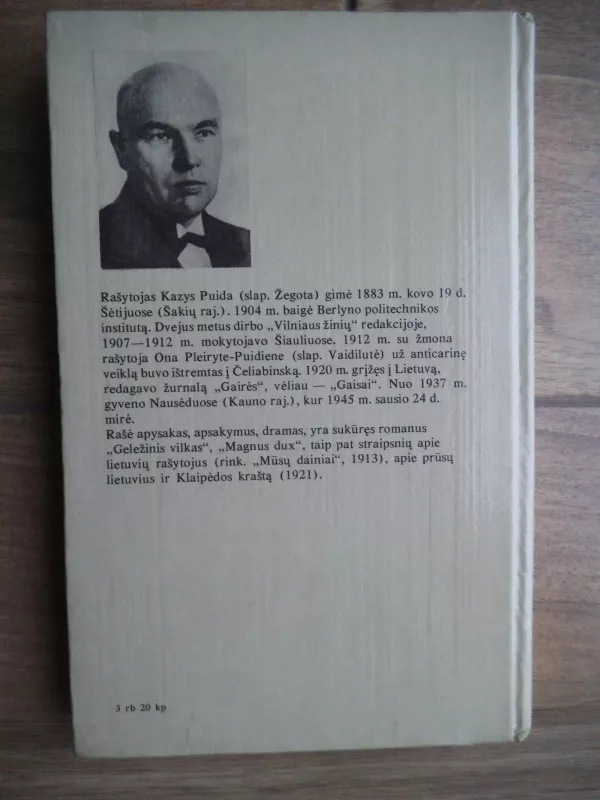 Rašytojas Kazys Puida (slap. Žegota) gimė 1883 m. kovo 19 d.
Sėtijuose (Šakių raj.). 1904 m. baigė Berlyno politechnikos
institutą. Dvejus metus dirbo „Vilniaus žinių“ redakcijoje,
1907—1912 m. mokytojavo Šiauliuose. 1912 m. su žmona
rašytoja Ona Pleiryte-Puidiene (slap. Vaidilutė) už anticarinę
veiklą buvo ištremtas į Čeliabinską. 1920 m. grįžęs į Lietuvą,
redagavo žurnalą „Gairės“, vėliau — „Gaisai“. Nuo 1937 m.
gyveno Nausėduose (Kauno raj.), kur 1945 m. sausio 24 d.
mirė.
Rašė apysakas, apsakymus, dramas, yra sukūręs romanus
„Geležinis vilkas“, „Magnus dux“, taip pat straipsnių apie
lietuvių rašytojus (rink. „Mūsų dainiai“, 1913), apie prūsų
lietuvius ir Klaipėdos kraštą (1921).
3 rb 20 kp